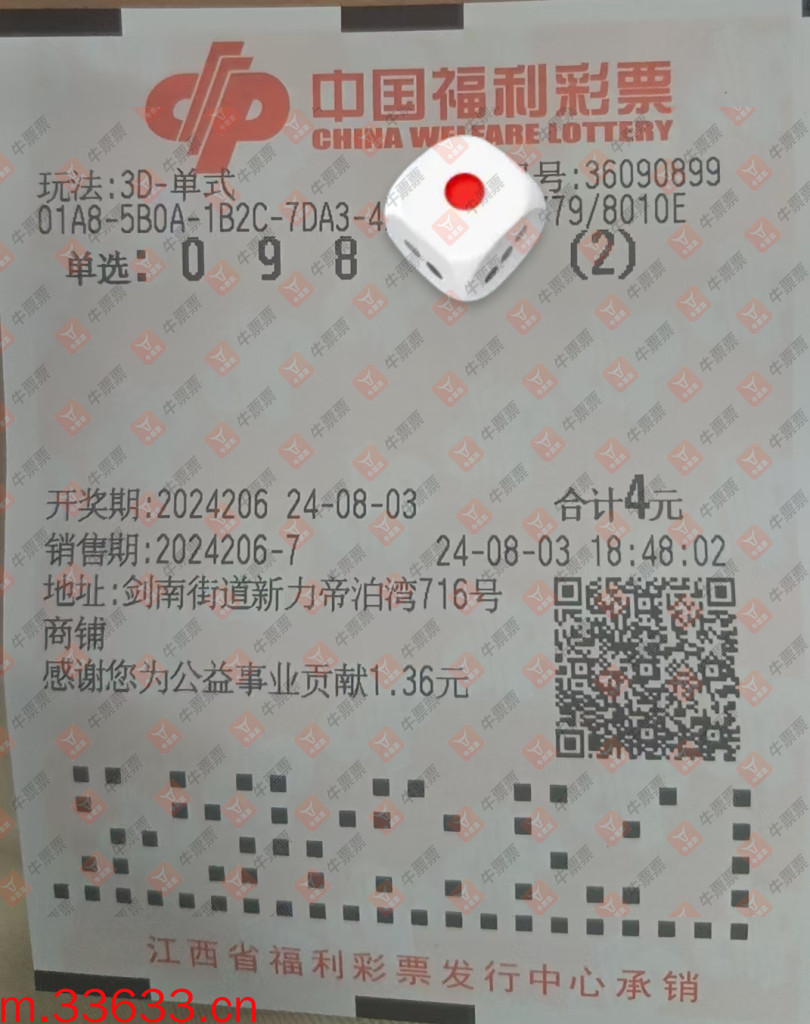 中国福利彩票
CHINA WELFARE LOTTERY
玩法:3D-单式 号:36090899
01A8-5B0A-1B2C-7DA3-4 79/8010E
单选: 0 9 8 (2)
开奖期:2024206 24-08-03 合计4元
销售期:2024206-7 24-08-03 18:48:02
地址:剑南街道新力帝泊湾716号
商铺
感谢您为公益事业贡献1.36元
江西省福利彩票发行中心承销
m.33633.cn
牛票票